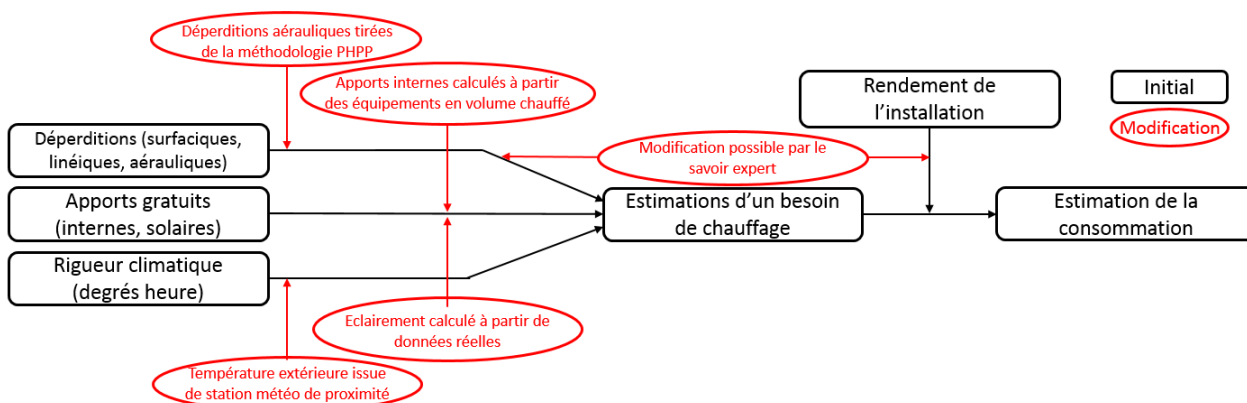 Déperditions aérauliques tirées
de la méthodologie PHPP
Apports internes calculés à partir
des équipements en volume chauffé
Rendement de
l'installation
Initial
Modification
Déperditions (surfaciques,
linéiques, aérauliques)
Modification possible par le
savoir expert
Apports gratuits
(internes, solaires)
Estimations d'un besoin
de chauffage
Estimation de la
consommation
Rigueur climatique
(degrés heure)
Eclairement calculé à partir de
données réelles
Température extérieure issue
de station météo de proximité